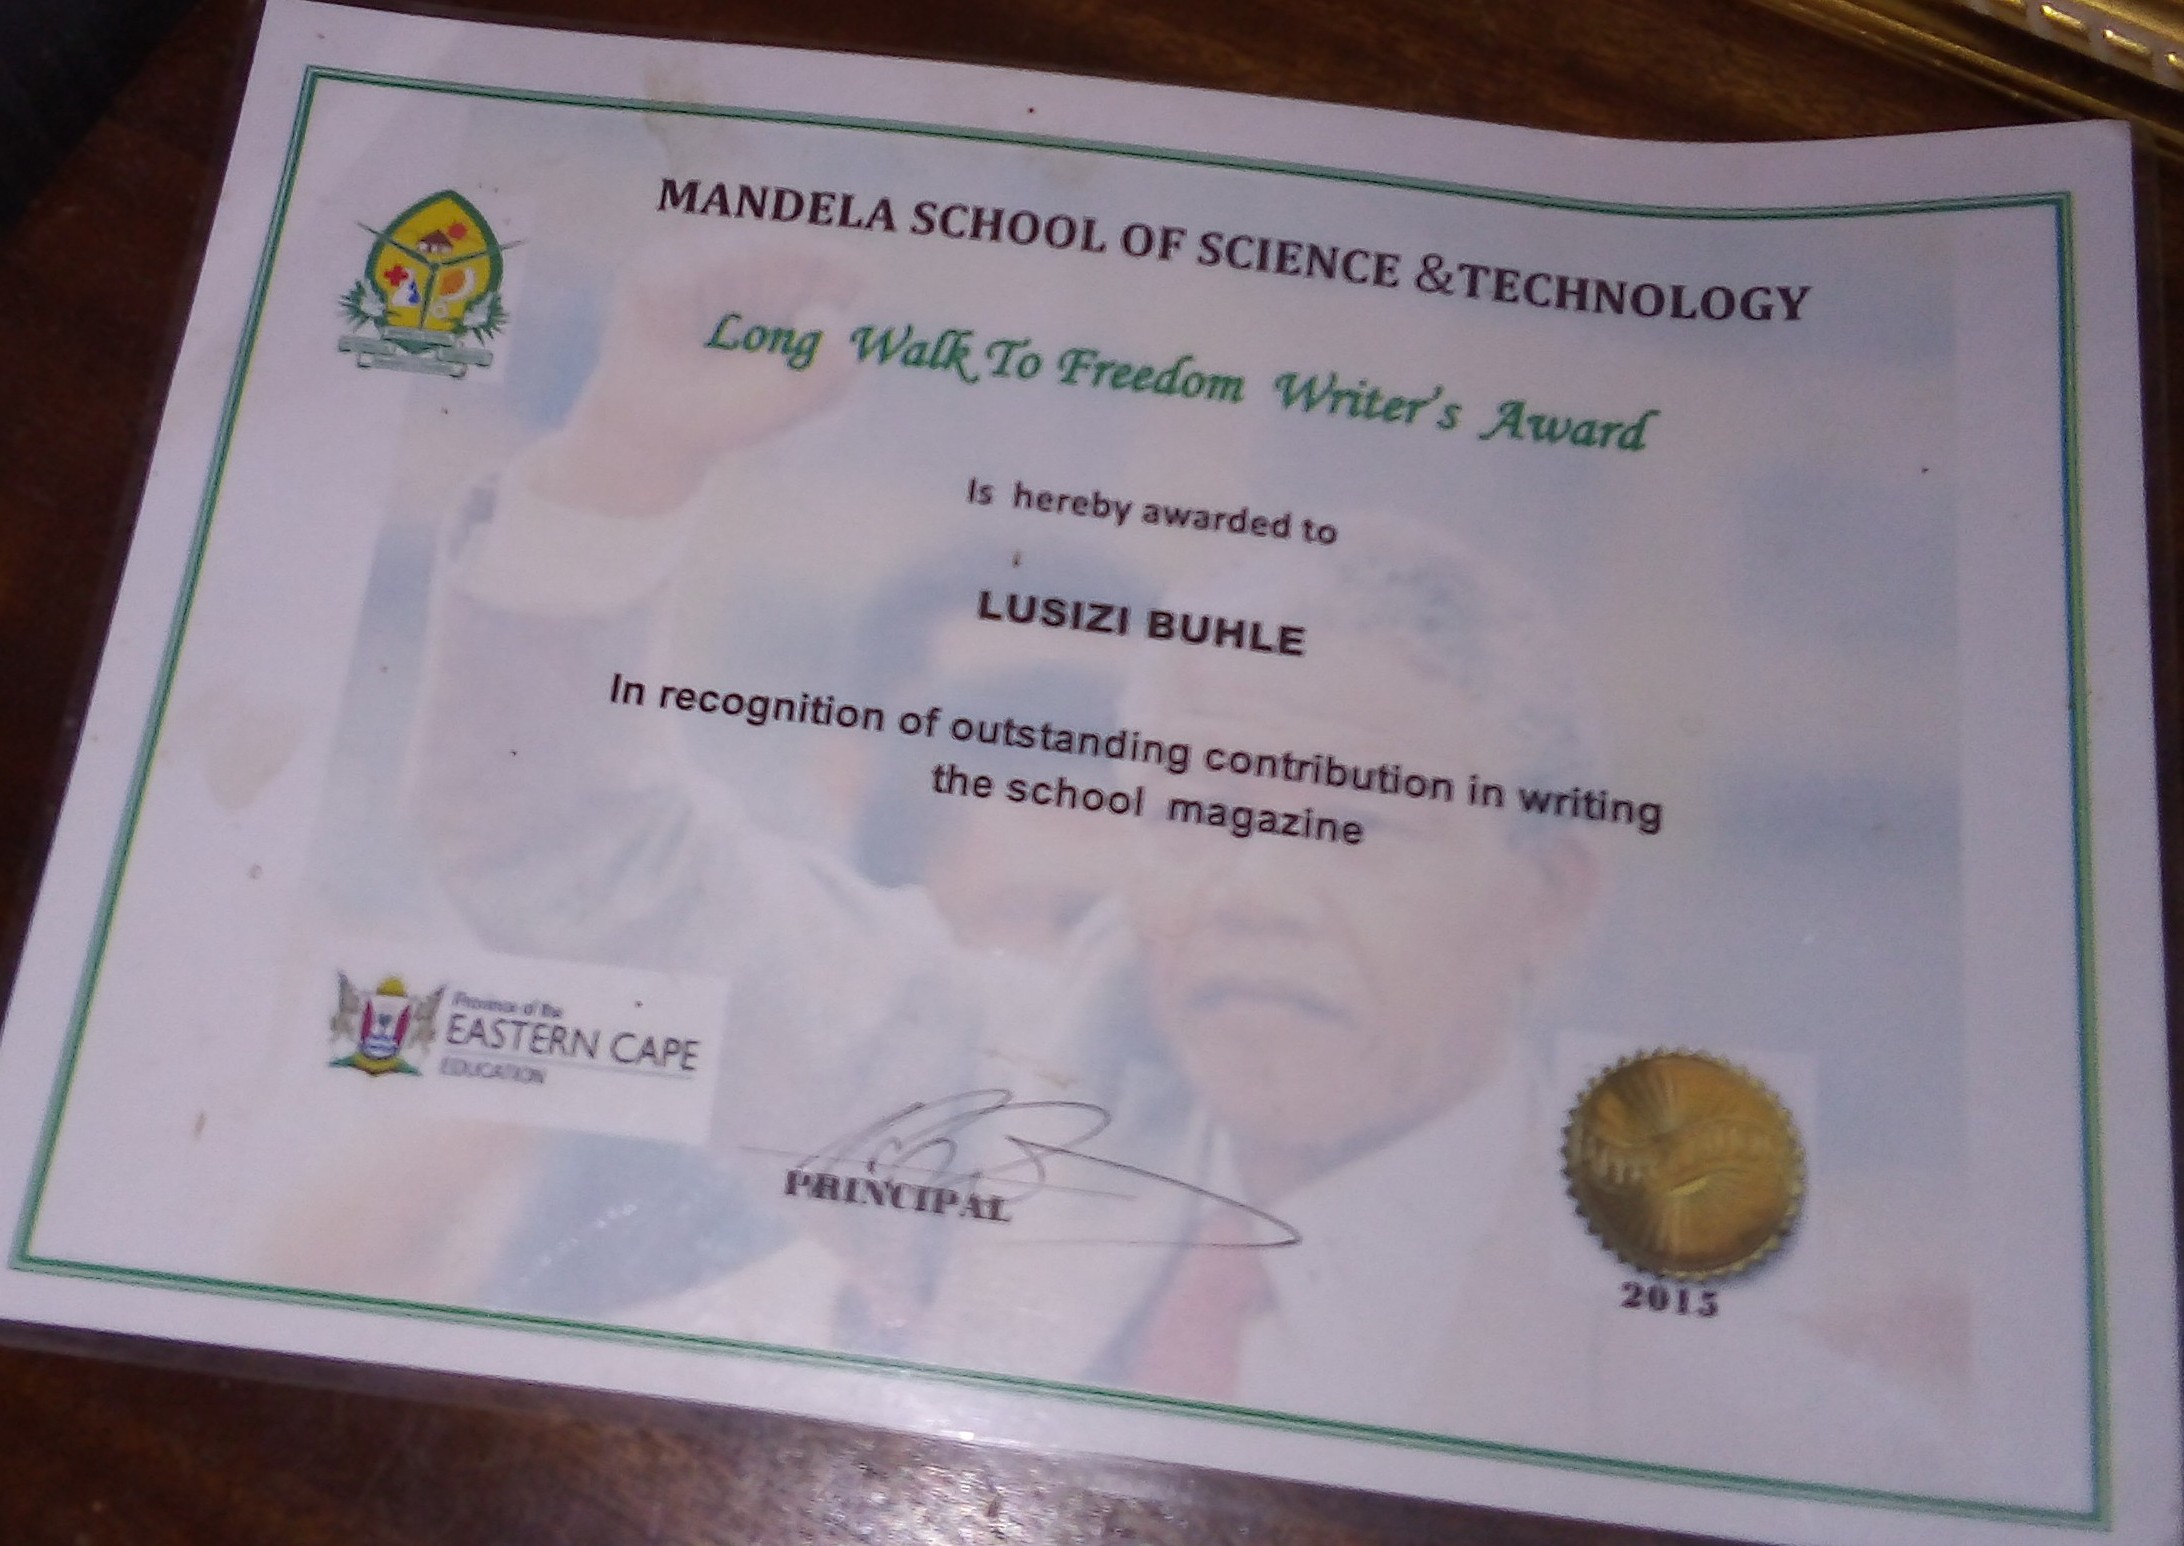 MANDELA SCHOOL OF SCIENCE &TECHNOLOGY
Long Walk To Freedom Writer's Award
Is hereby awarded to
LUSIZI BUHLE
In recognition of outstanding contribution in writing
the school magazine
Province of the
EASTERN CAPE
EDUCATION
PRINCIPAL
2015